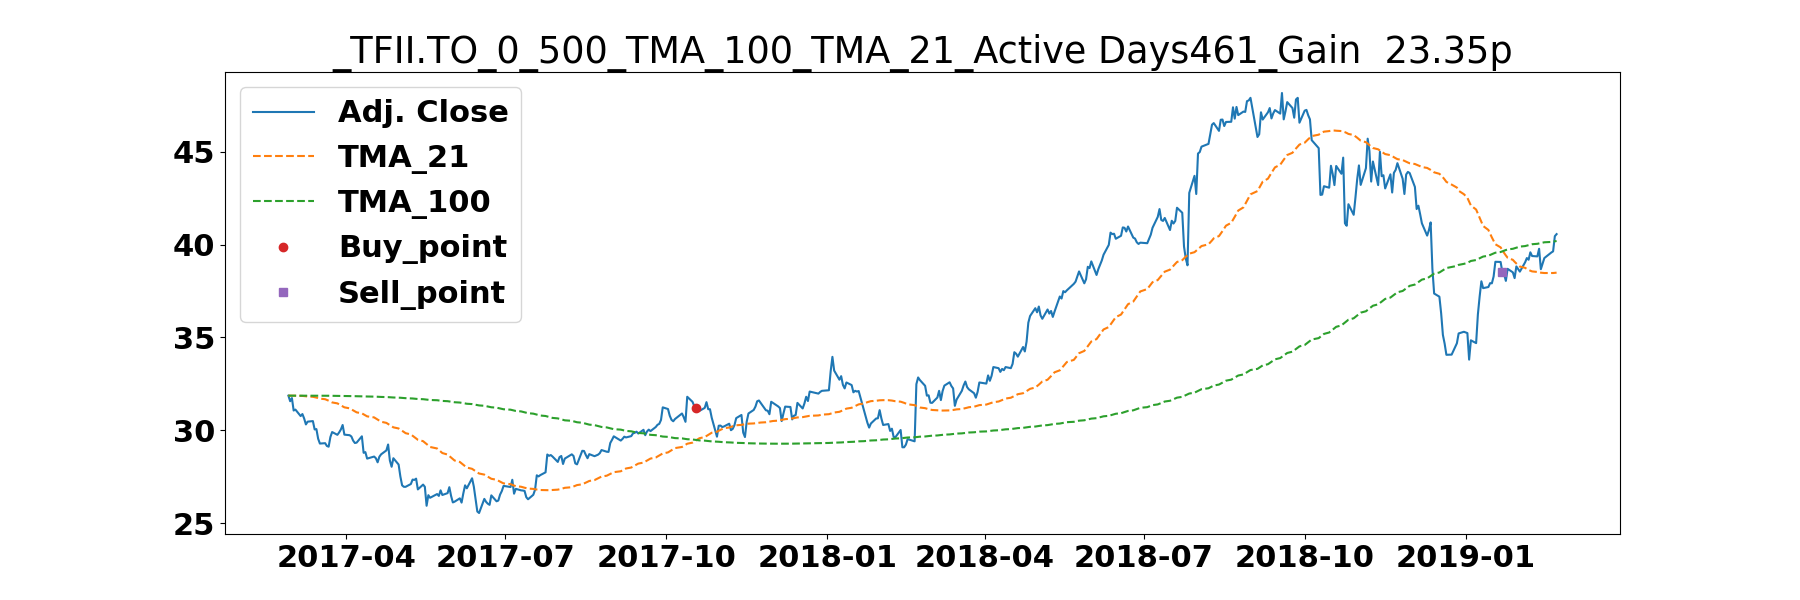 _TFII.TO_0_500_TMA_100_TMA_21_Active Days461_Gain  23.35p
Adj. Close
TMA_21
TMA_100
Buy_point
Sell_point
45
40
35
30
25
2017-04 2017-07 2017-10 2018-01 2018-04 2018-07 2018-10 2019-01